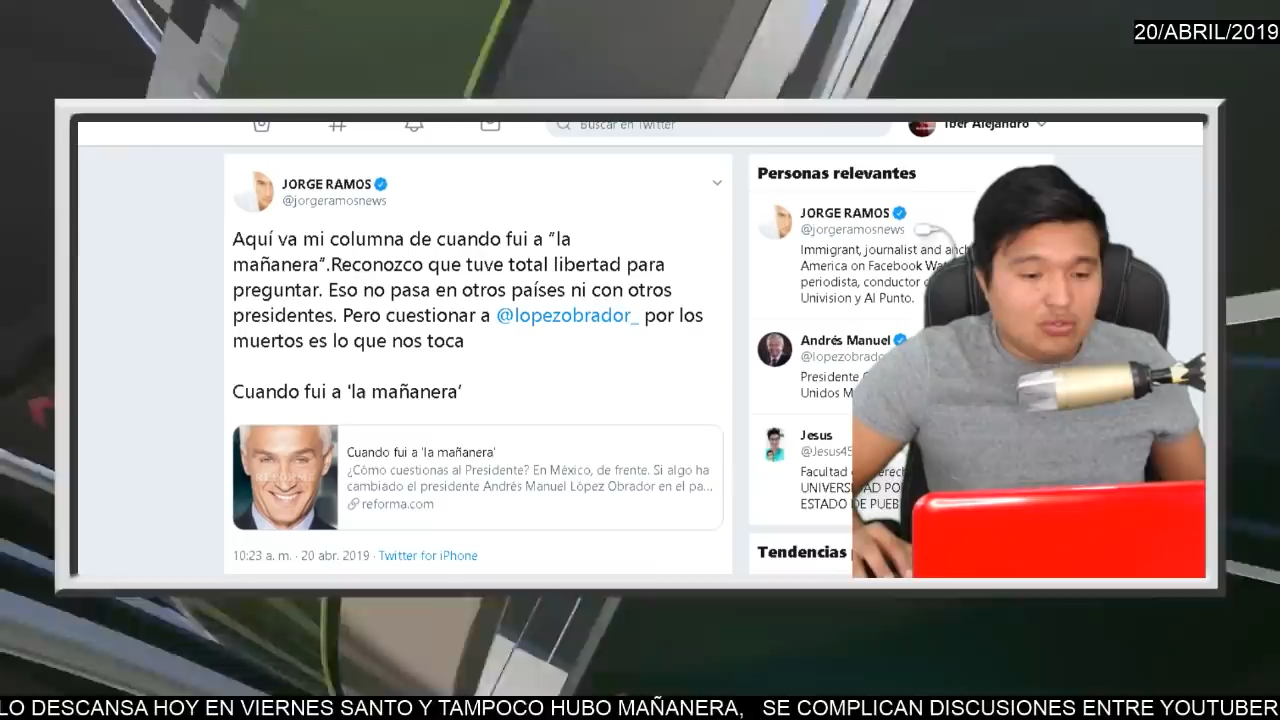 20/ABRIL/2019
Buscar en Twitter
Iber Alejandro
JORGE RAMOS
@jorgeramosnews
Aquí va mi columna de cuando fui a “la
mañanera”.Reconozco que tuve total libertad para
preguntar. Eso no pasa en otros países ni con otros
presidentes. Pero cuestionar a @lopezobrador_ por los
muertos es lo que nos toca
Cuando fui a 'la mañanera’
Cuando fui a 'la mañanera'
¿Cómo cuestionas al Presidente? En México, de frente. Si algo ha
cambiado el presidente Andrés Manuel López Obrador en el pa...
reforma.com
10:23 a. m. · 20 abr. 2019 · Twitter for iPhone
Personas relevantes
JORGE RAMOS
@jorgeramosnews
Immigrant, journalist and
America on Facebook
periodista, conductor
Univision y Al Punto.
Andrés Manuel
@lopezobrador
Presidente
Unidos
Jesus
@Jesus45
Facultad
UNIVERSIDAD
ESTADO DE
Tendencias
LO DESCANSA HOY EN VIERNES SANTO Y TAMPOCO HUBO MAÑANERA, SE COMPLICAN DISCUSIONES ENTRE YOUTUBER